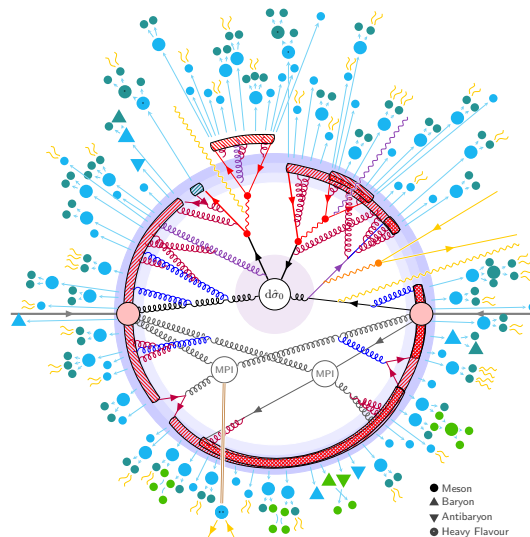 dσ̂₀
MPI
MPI
Meson
Baryon
Antibaryon
Heavy Flavour